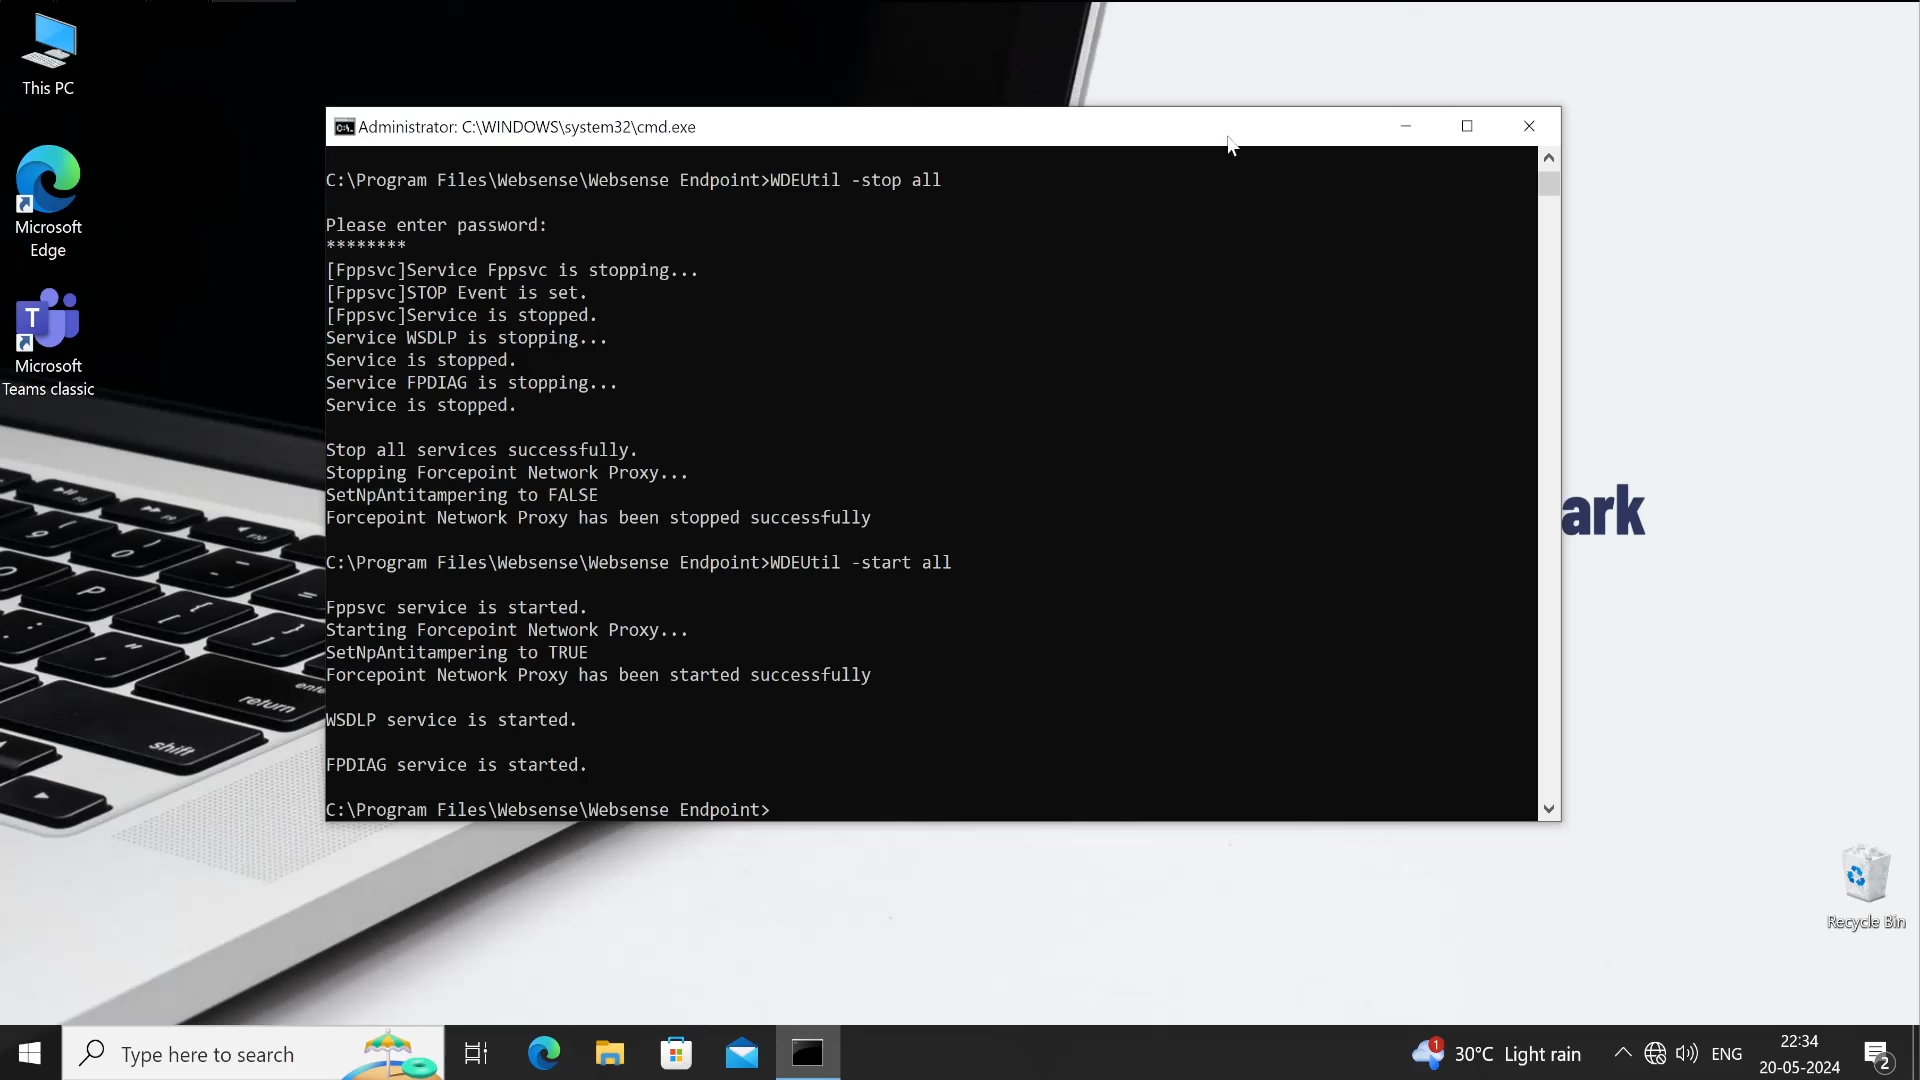 This PC
Microsoft
Edge
T
Microsoft
Teams classic
Administrator: C:\WINDOWS\system32\cmd.exe
C:\Program Files\Websense\Websense Endpoint>WDEUtil -stop all
Please enter password:
********
[Fppsvc]Service Fppsvc is stopping...
[Fppsvc]STOP Event is set.
[Fppsvc]Service is stopped.
Service WSDLP is stopping...
Service is stopped.
Service FPDIAG is stopping...
Service is stopped.
Stop all services successfully.
Stopping Forcepoint Network Proxy...
SetNpAntitampering to FALSE
Forcepoint Network Proxy has been stopped successfully
C:\Program Files\Websense\Websense Endpoint>WDEUtil -start all
Fppsvc service is started.
Starting Forcepoint Network Proxy...
SetNpAntitampering to TRUE
Forcepoint Network Proxy has been started successfully
WSDLP service is started.
FPDIAG service is started.
C:\Program Files\Websense\Websense Endpoint>
ark
enter
return
shift
Recycle Bin
Type here to search
1
30°C Light rain
ENG
22:34
20-05-2024
2